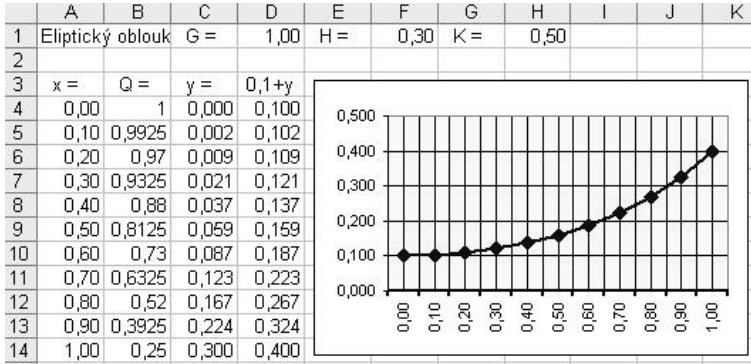 A B C D E F G H I J K
1 Eliptický oblouk G = 1,00 H = 0,30 K = 0,50
2
3 x = Q = y = 0,1+y
4 0,00 1 0,000 0,100
5 0,10 0,9925 0,002 0,102
6 0,20 0,97 0,009 0,109
7 0,30 0,9325 0,021 0,121
8 0,40 0,88 0,037 0,137
9 0,50 0,8125 0,059 0,159
10 0,60 0,73 0,087 0,187
11 0,70 0,6325 0,123 0,223
12 0,80 0,52 0,167 0,267
13 0,90 0,3925 0,224 0,324
14 1,00 0,25 0,300 0,400
0,500
0,400
0,300
0,200
0,100
0,000
0,00 0,10 0,20 0,30 0,40 0,50 0,60 0,70 0,80 0,90 1,00